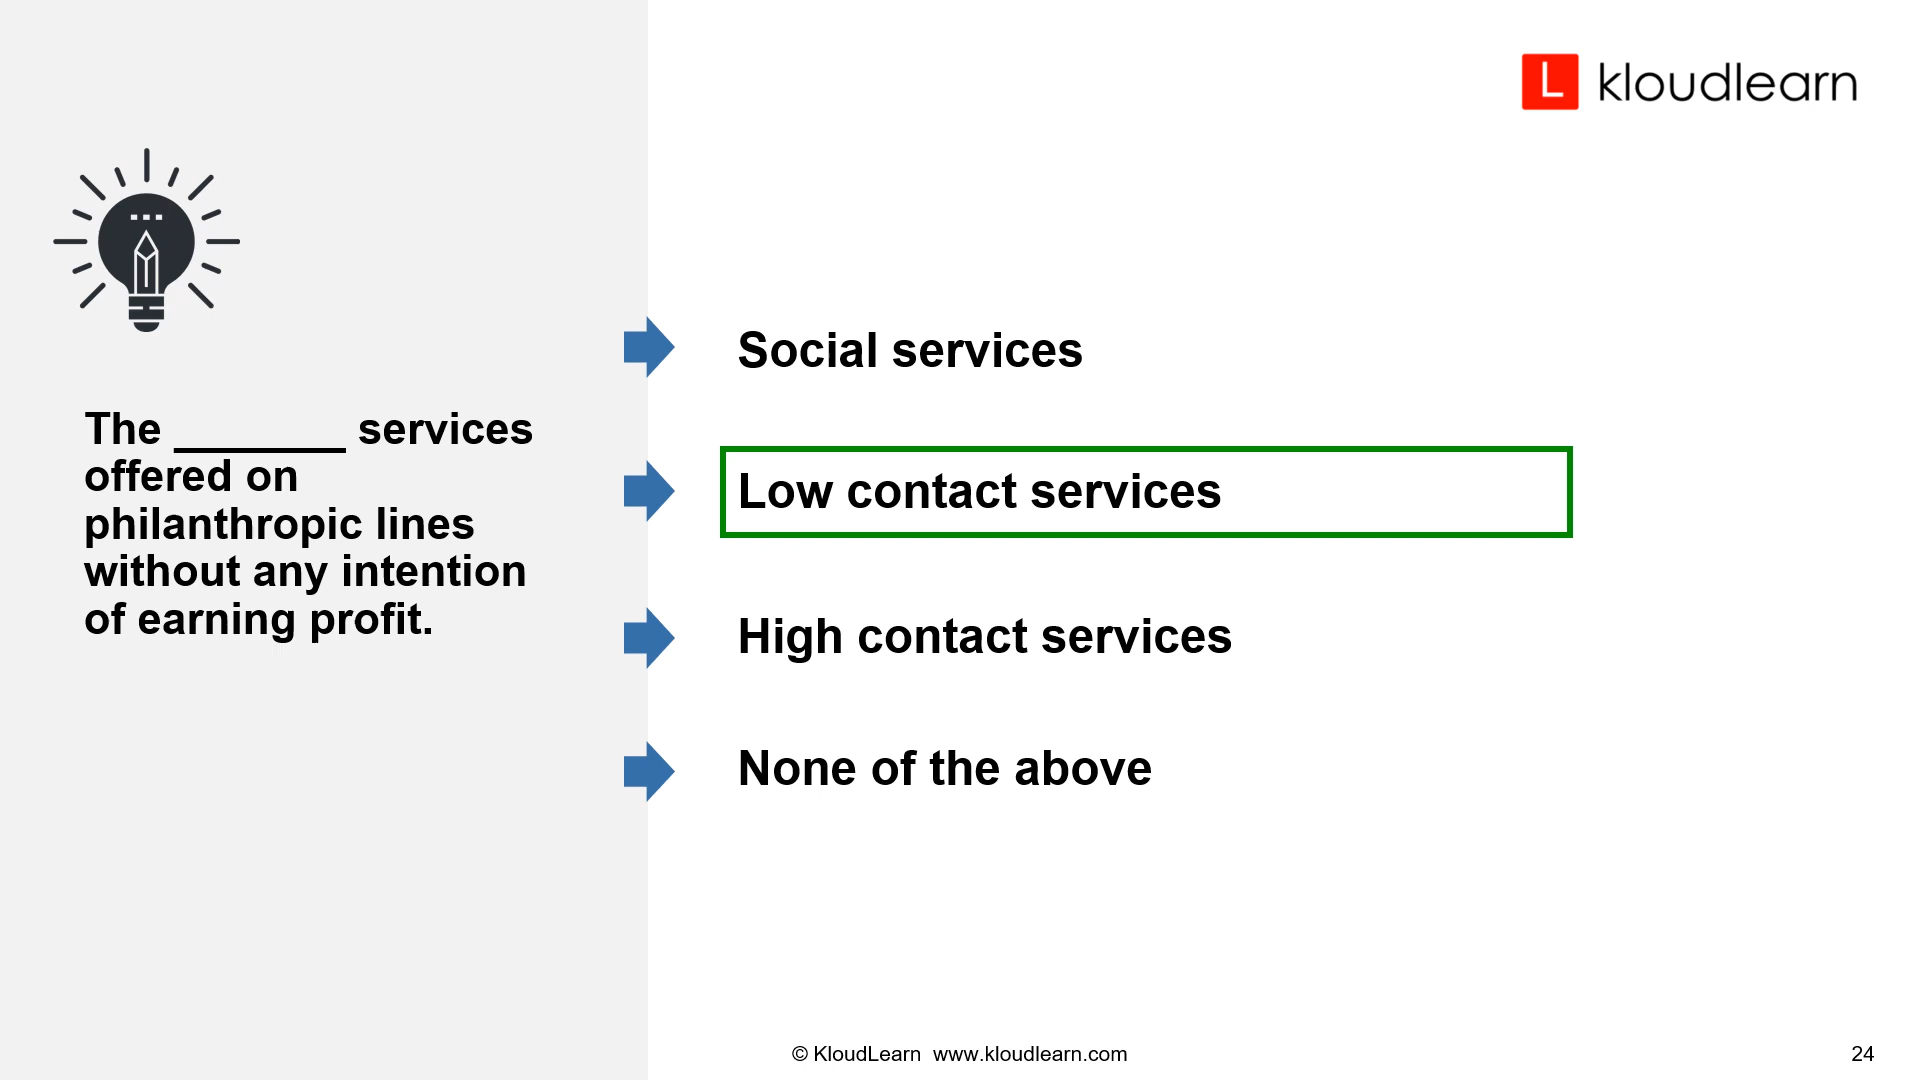 L kloudlearn
The _______ services
offered on
philanthropic lines
without any intention
of earning profit.
Social services
Low contact services
High contact services
None of the above
© KloudLearn www.kloudlearn.com
24